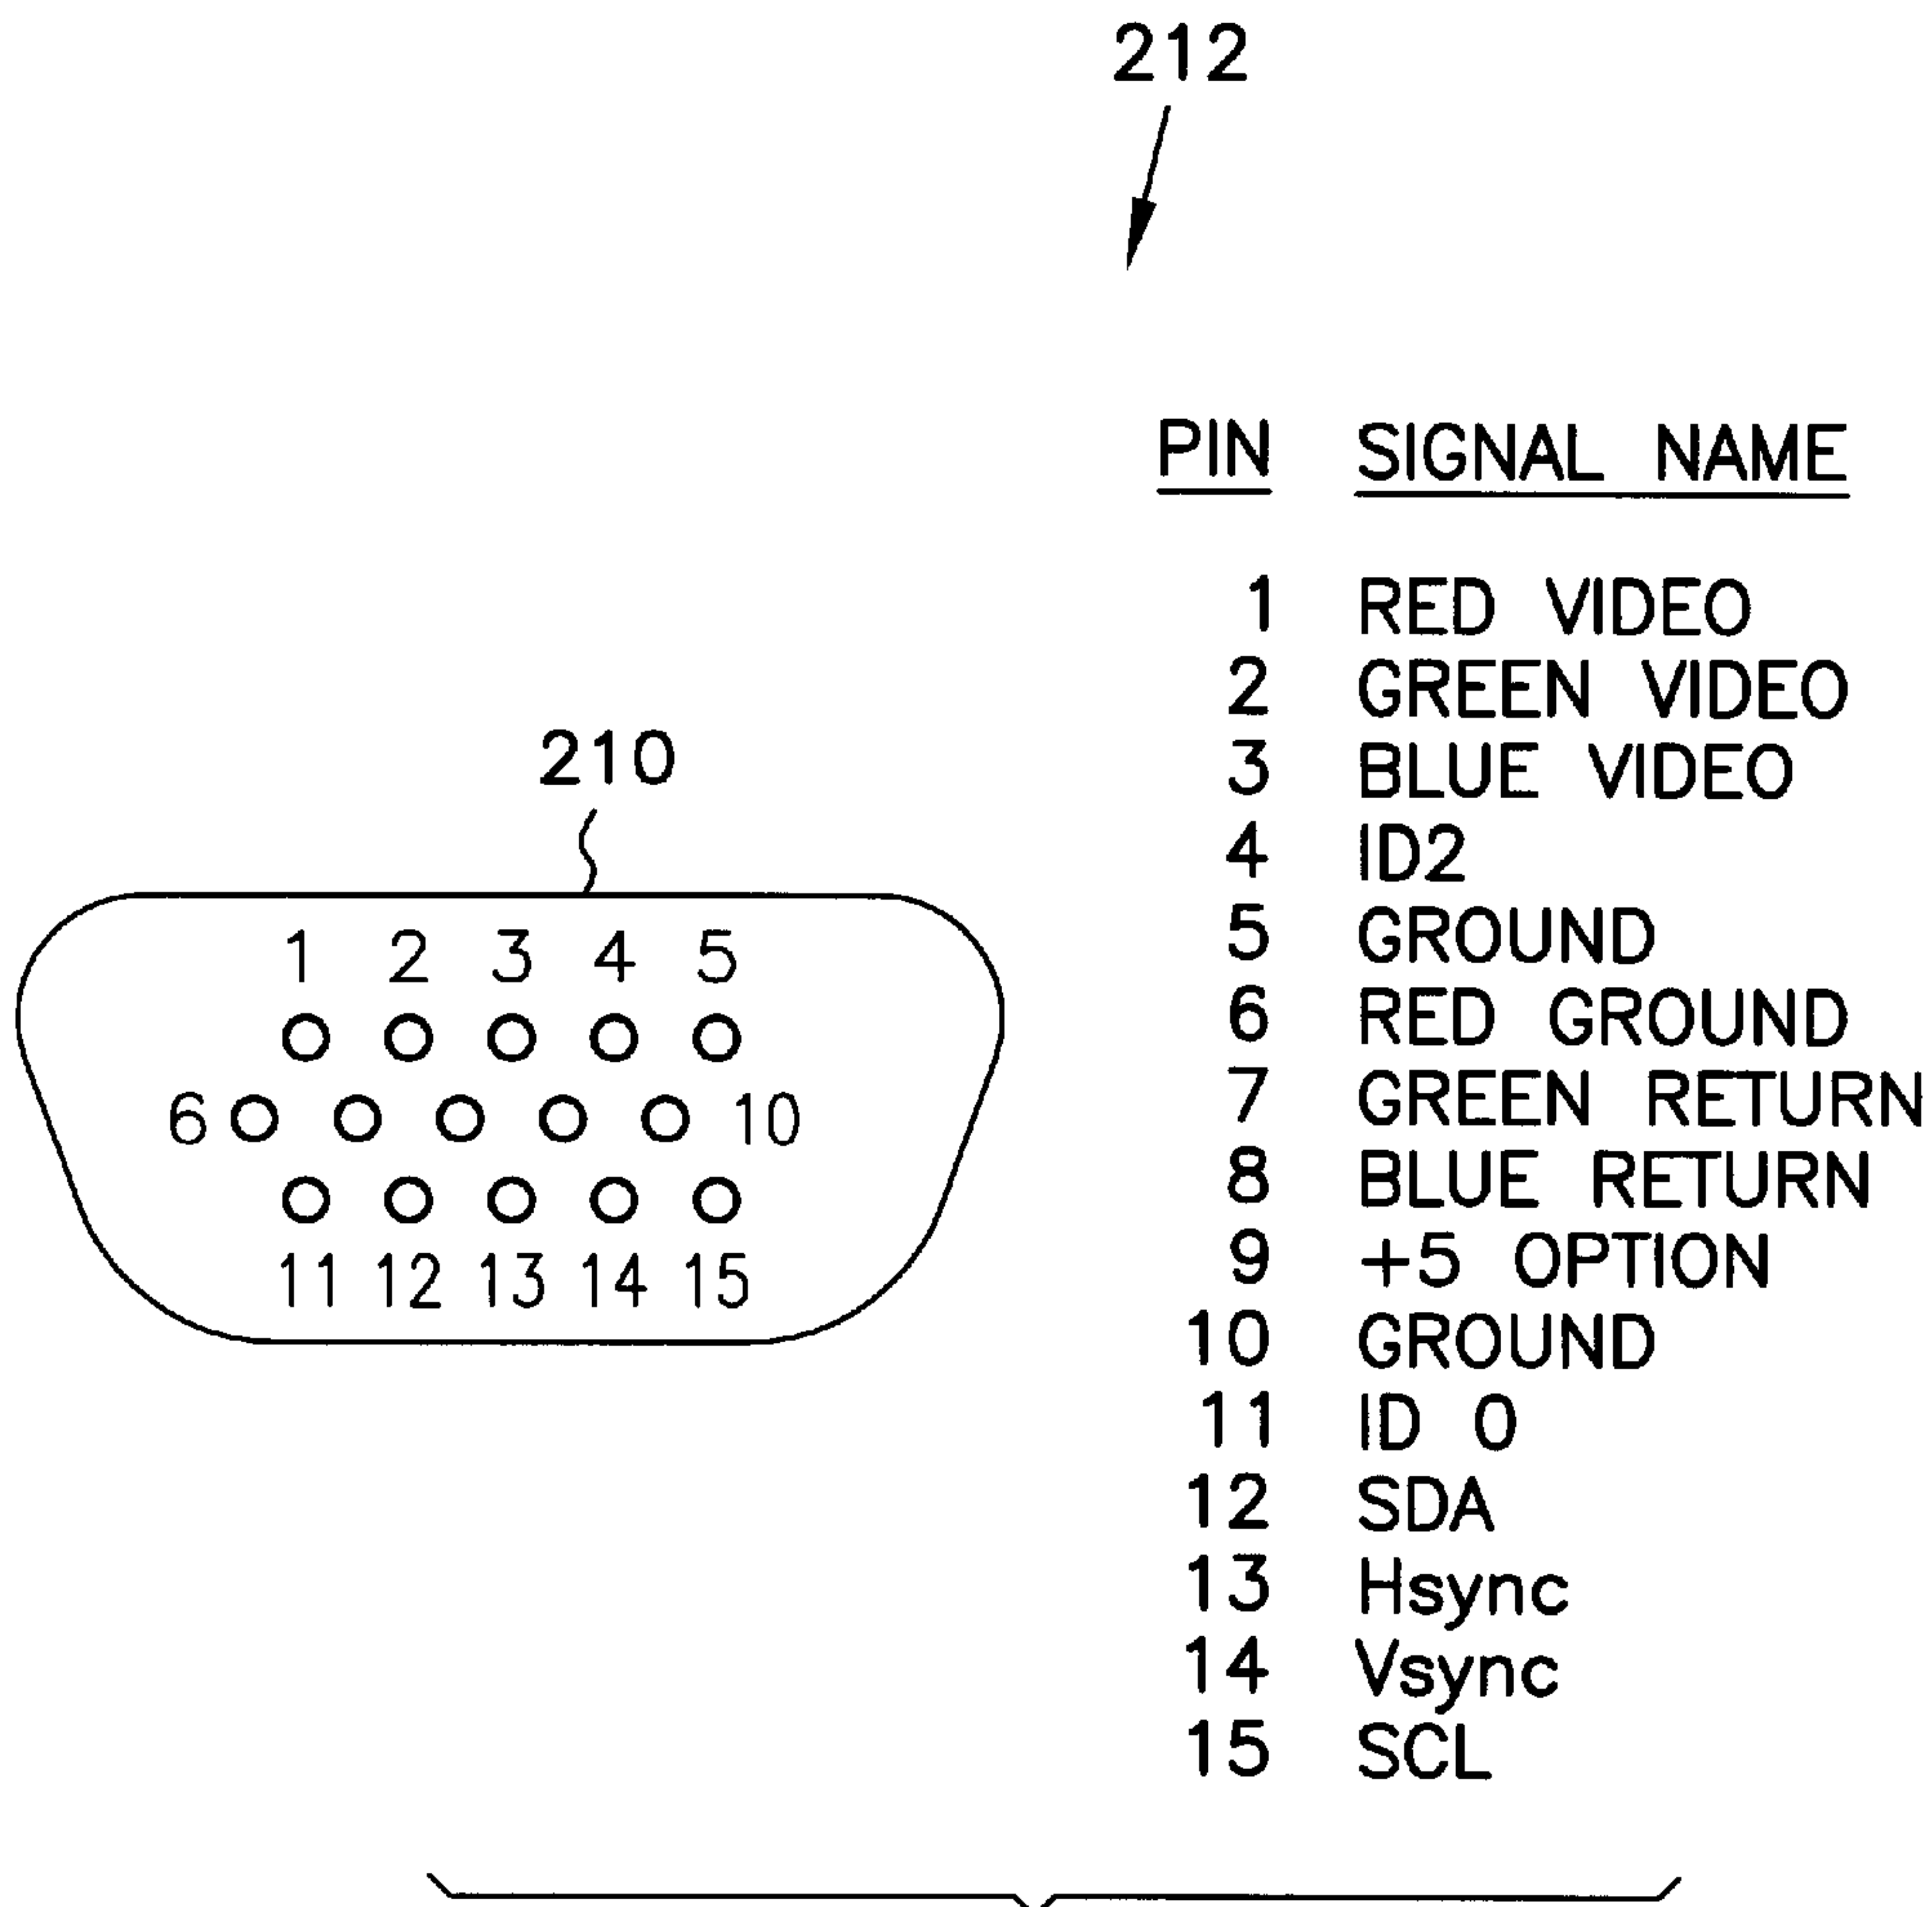 212
210
1 2 3 4 5
6 10
11 12 13 14 15
PIN SIGNAL NAME
1 RED VIDEO
2 GREEN VIDEO
3 BLUE VIDEO
4 ID2
5 GROUND
6 RED GROUND
7 GREEN RETURN
8 BLUE RETURN
9 +5 OPTION
10 GROUND
11 ID 0
12 SDA
13 Hsync
14 Vsync
15 SCL